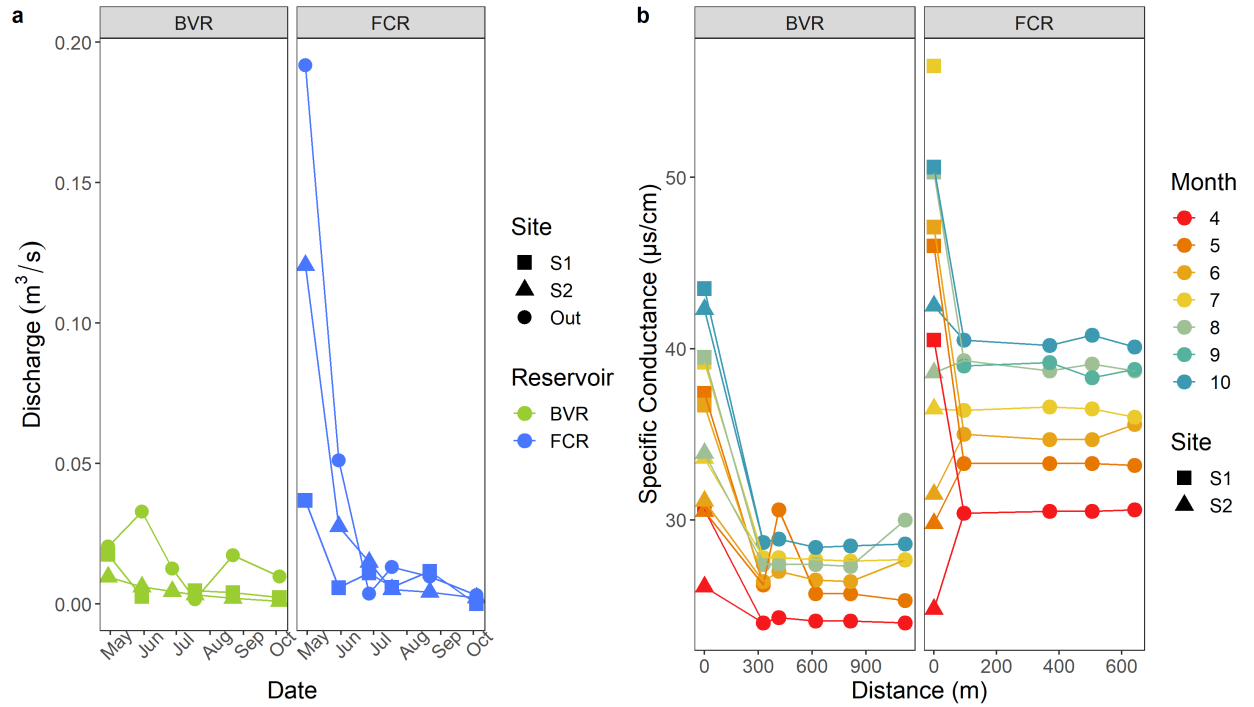 a
BVR
FCR
0.20
0.15
0.10
0.05
0.00
Discharge (m³/s)
May
Jun
Jul
Aug
Sep
Oct
May
Jun
Jul
Aug
Sep
Oct
Date
Site
S1
S2
Out
Reservoir
BVR
FCR
b
BVR
FCR
50
40
30
Specific Conductance (μs/cm)
0
300
600
900
0
200
400
600
Distance (m)
Month
4
5
6
7
8
9
10
Site
S1
S2